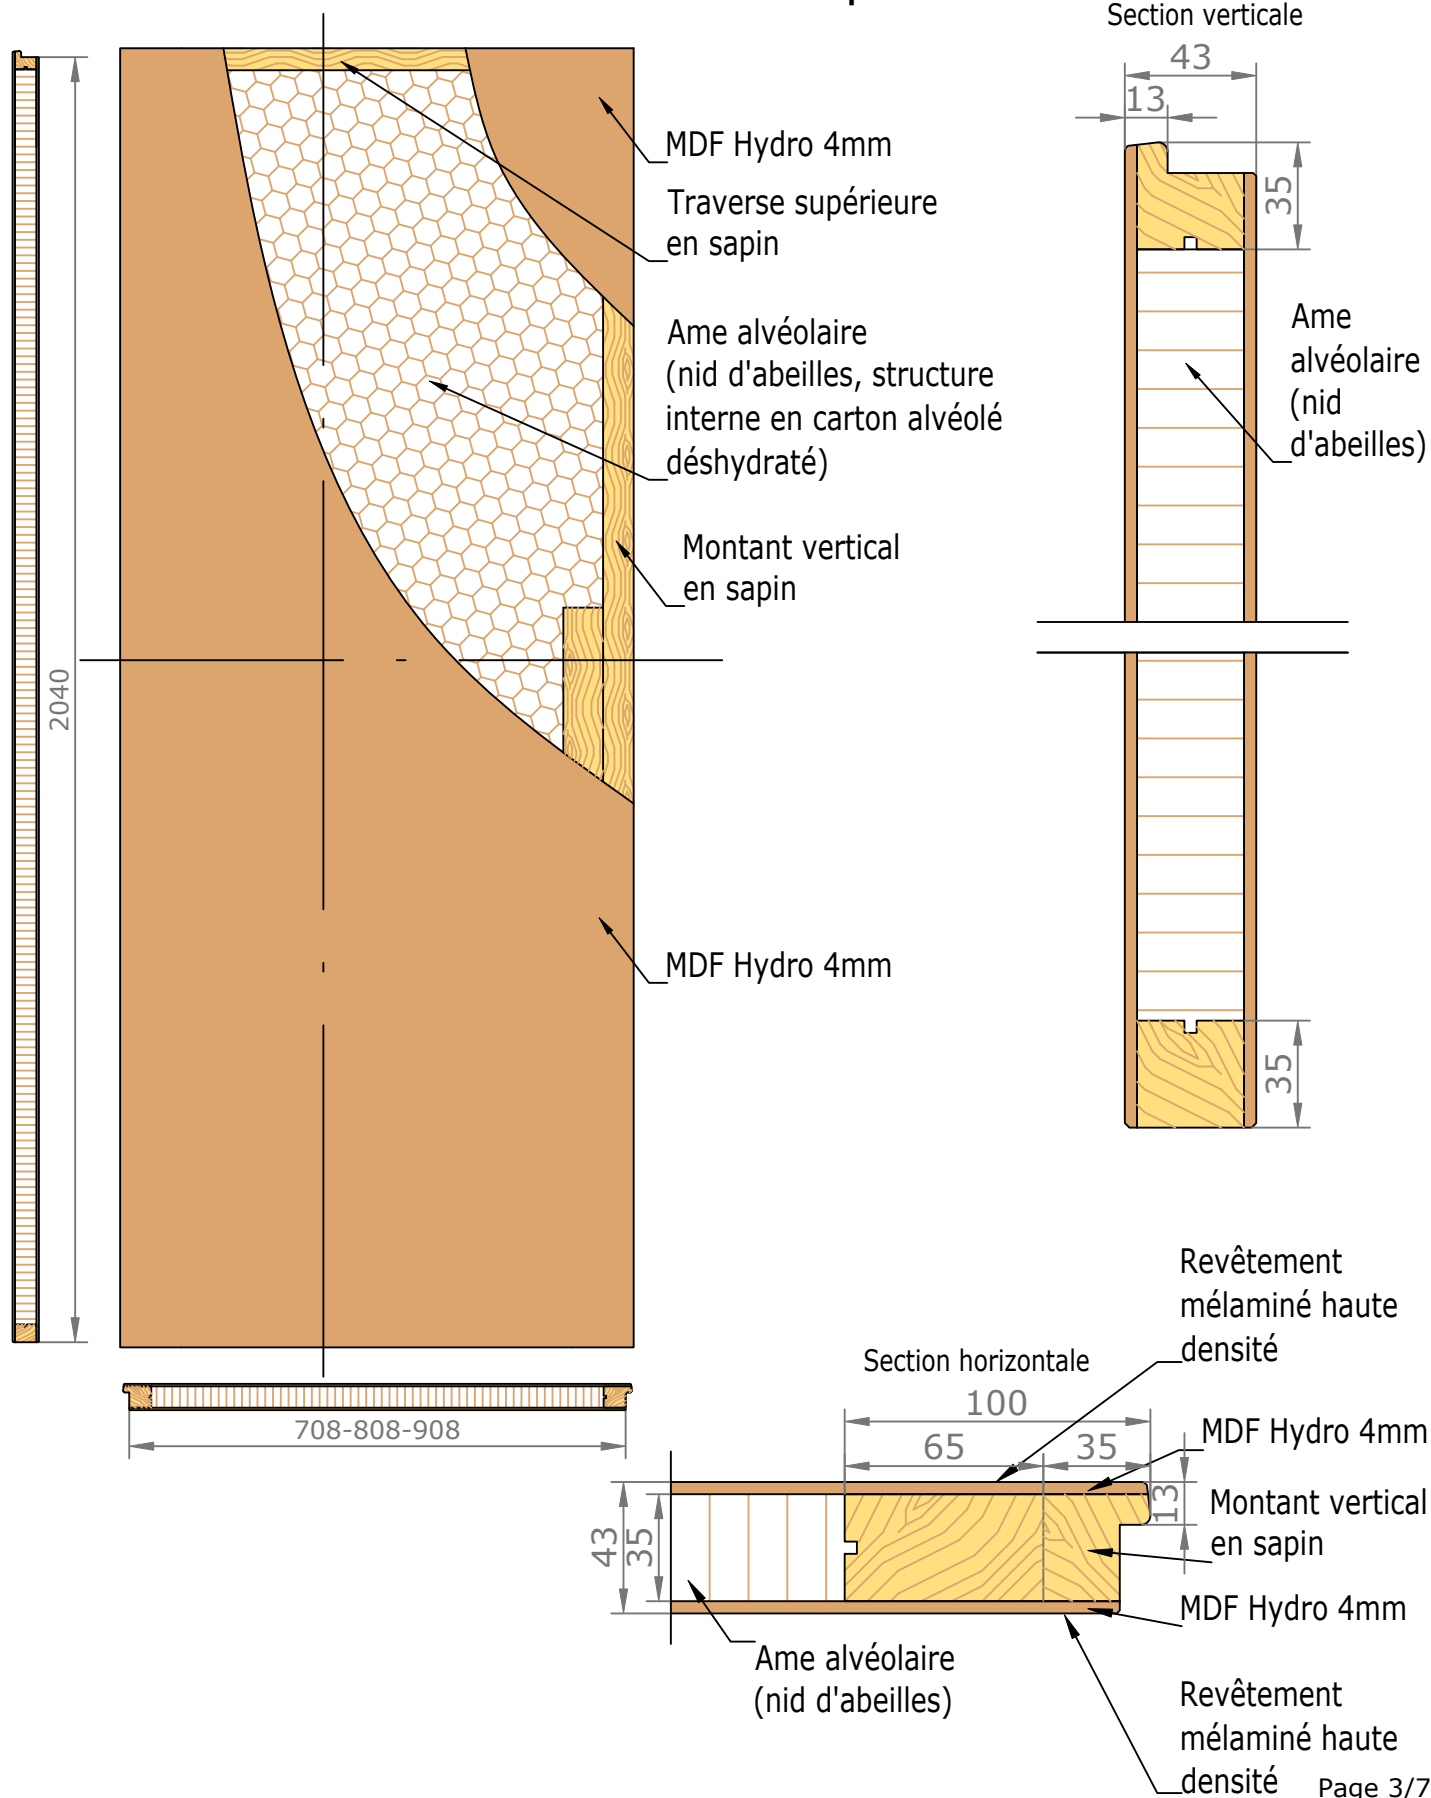 Section verticale
43
13
35
MDF Hydro 4mm
Traverse supérieure
en sapin
Ame alvéolaire
(nid d'abeilles, structure
interne en carton alvéolé
déshydraté)
Ame
alvéolaire
(nid
d'abeilles)
Montant vertical
en sapin
2040
MDF Hydro 4mm
35
708-808-908
Section horizontale
Revêtement
mélaminé haute
densité
100
65
35
MDF Hydro 4mm
13
Montant vertical
en sapin
43
35
MDF Hydro 4mm
Ame alvéolaire
(nid d'abeilles)
Revêtement
mélaminé haute
densité
Page 3/7